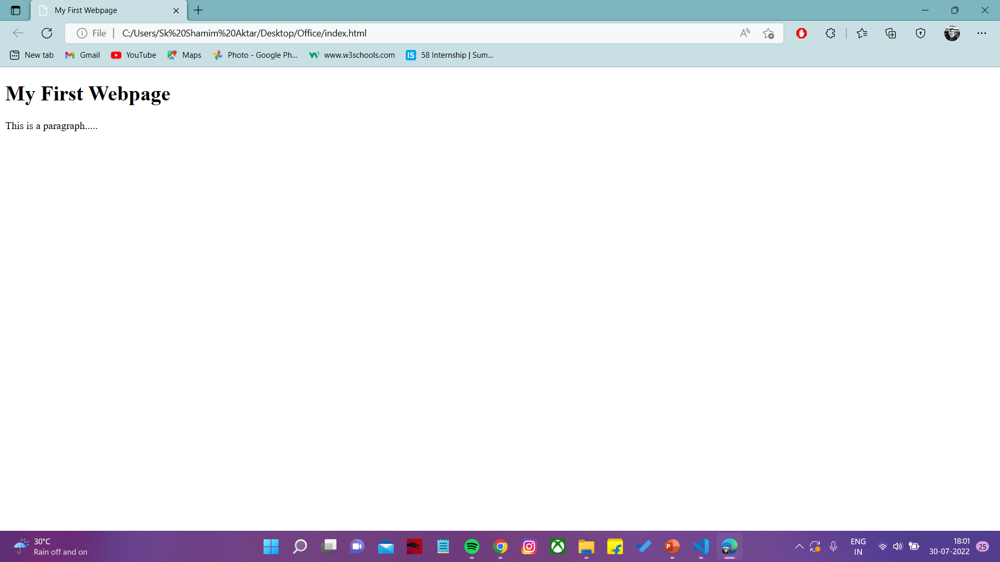 My First Webpage
File
C:/Users/Sk%20Shamim%20Aktar/Desktop/Office/index.html
New tab
Gmail
YouTube
Maps
Photo - Google Ph...
www.w3schools.com
IS
58 Internship | Sum...
My First Webpage
This is a paragraph.....
30°C
Rain off and on
ENG
IN
18:01
30-07-2022
25